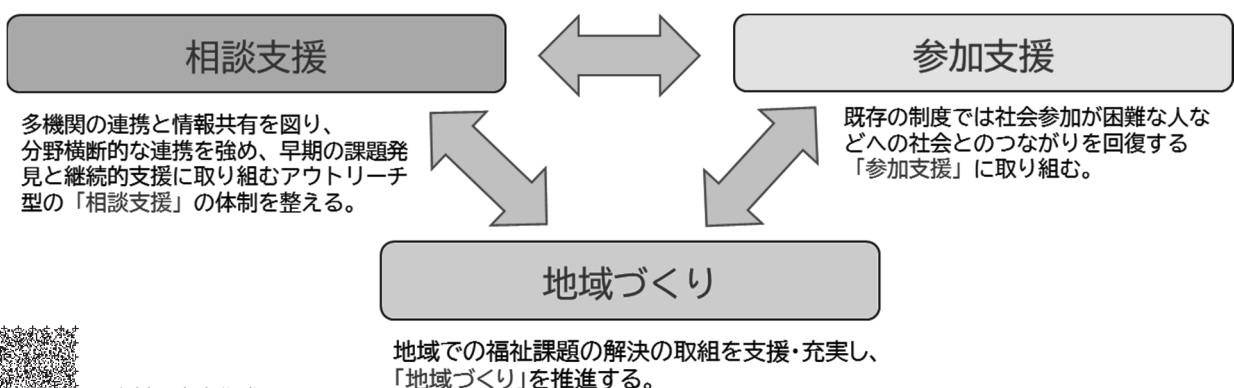 相談支援
参加支援
多機関の連携と情報共有を図り、
分野横断的な連携を強め、早期の課題発
見と継続的支援に取り組むアウトリーチ
型の「相談支援」の体制を整える。
既存の制度では社会参加が困難な人な
どへの社会とのつながりを回復する
「参加支援」に取り組む。
地域づくり
地域での福祉課題の解決の取組を支援・充実し、
「地域づくり」を推進する。